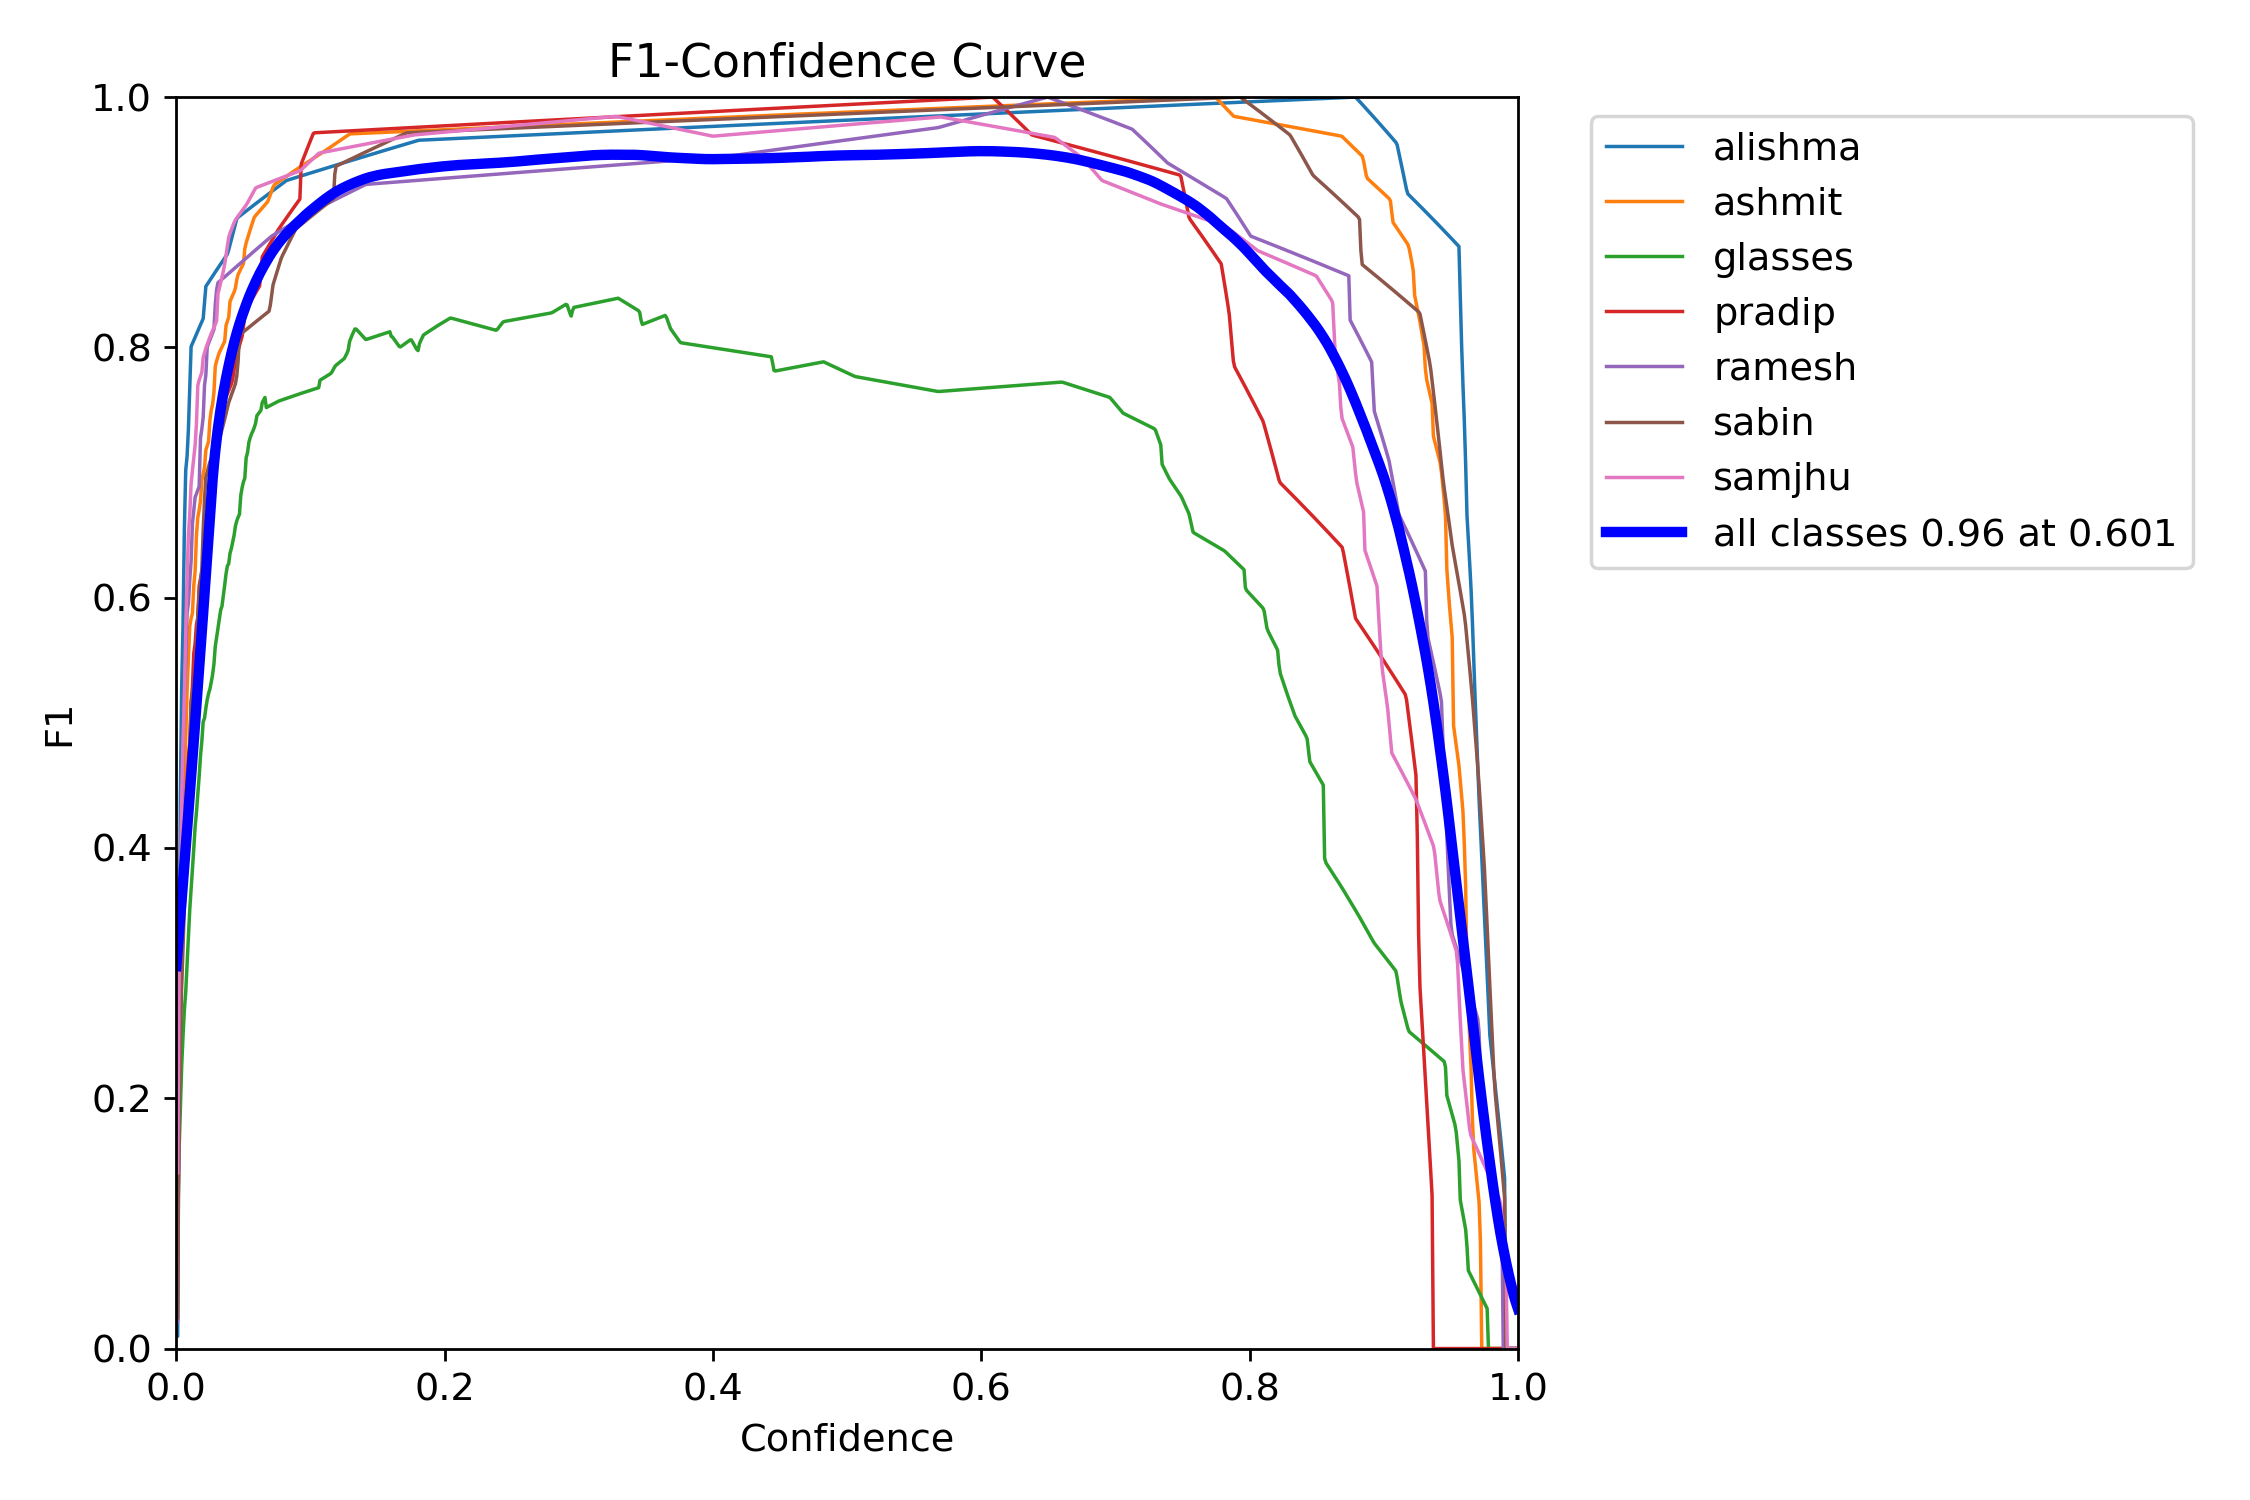 F1-Confidence Curve
1.0
0.8
0.6
0.4
0.2
0.0
F1
0.0 0.2 0.4 0.6 0.8 1.0
Confidence
alishma
ashmit
glasses
pradip
ramesh
sabin
samjhu
all classes 0.96 at 0.601